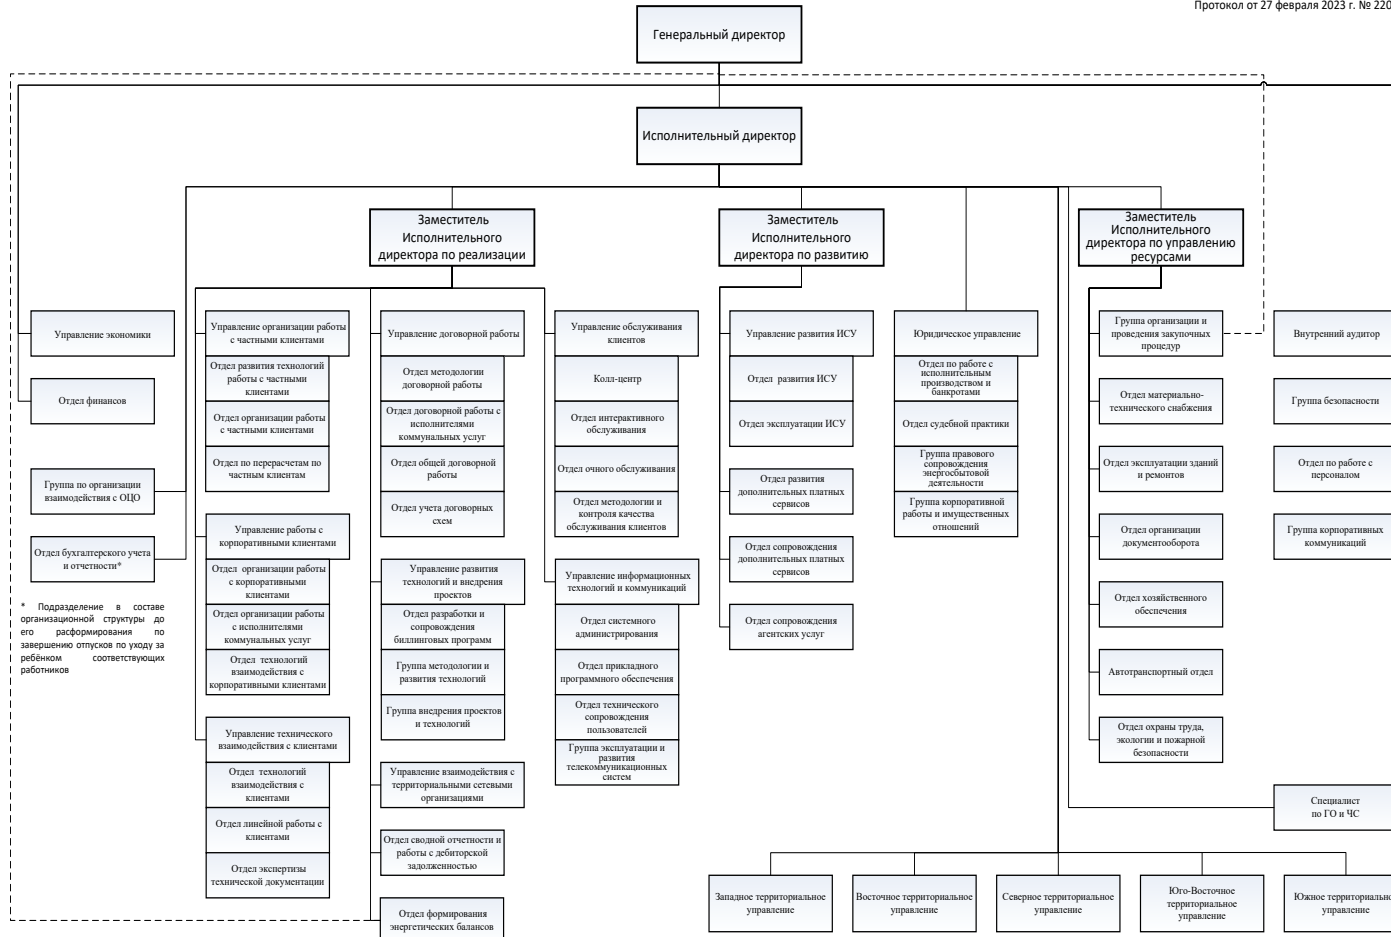 Протокол от 27 февраля 2023 г. № 220
Генеральный директор
Исполнительный директор
Заместитель
Исполнительного
директора по реализации
Заместитель
Исполнительного
директора по развитию
Заместитель
Исполнительного
директора по управлению
ресурсами
Управление экономики
Отдел финансов
Группа по организации
взаимодействия с ОЦО
Отдел бухгалтерского учета
и отчетности*
* Подразделение в составе
организационной структуры до
его расформирования по
завершению отпусков по уходу за
ребёнком соответствующих
работников
Управление организации работы
с частными клиентами
Отдел развития технологий
работы с частными
клиентами
Отдел организации работы
с частными клиентами
Отдел по перерасчетам по
частным клиентам
Управление работы с
корпоративными клиентами
Отдел организации работы
с корпоративными
клиентами
Отдел организации работы
с исполнителями
коммунальных услуг
Отдел технологий
взаимодействия с
корпоративными клиентами
Управление технического
взаимодействия с клиентами
Отдел технологий
взаимодействия с
клиентами
Отдел линейной работы с
клиентами
Отдел экспертизы
технической документации
Управление договорной работы
Отдел методологии
договорной работы
Отдел договорной работы с
исполнителями
коммунальных услуг
Отдел общей договорной
работы
Отдел учета договорных
схем
Управление развития
технологий и внедрения
проектов
Отдел разработки и
сопровождения
биллинговых программ
Группа методологии и
развития технологий
Группа внедрения проектов
и технологий
Управление взаимодействия с
территориальными сетевыми
организациями
Отдел сводной отчетности и
работы с дебиторской
задолженностью
Отдел формирования
энергетических балансов
Управление обслуживания
клиентов
Колл-центр
Отдел интерактивного
обслуживания
Отдел очного обслуживания
Отдел методологии и
контроля качества
обслуживания клиентов
Управление информационных
технологий и коммуникаций
Отдел системного
администрирования
Отдел прикладного
программного обеспечения
Отдел технического
сопровождения
пользователей
Группа эксплуатации и
развития
телекоммуникационных
систем
Управление развития ИСУ
Отдел развития ИСУ
Отдел эксплуатации ИСУ
Отдел развития
дополнительных платных
сервисов
Отдел сопровождения
дополнительных платных
сервисов
Отдел сопровождения
агентских услуг
Юридическое управление
Отдел по работе с
исполнительным
производством и
банкротами
Отдел судебной практики
Группа правового
сопровождения
энергосбытовой
деятельности
Группа корпоративной
работы и имущественных
отношений
Группа организации и
проведения закупочных
процедур
Отдел материально-
технического снабжения
Отдел эксплуатации зданий
и ремонтов
Отдел организации
документооборота
Отдел хозяйственного
обеспечения
Автотранспортный отдел
Отдел охраны труда,
экологии и пожарной
безопасности
Внутренний аудитор
Группа безопасности
Отдел по работе с
персоналом
Группа корпоративных
коммуникаций
Специалист
по ГО и ЧС
Западное территориальное
управление
Восточное территориальное
управление
Северное территориальное
управление
Юго-Восточное
территориальное
управление
Южное территориально
управление